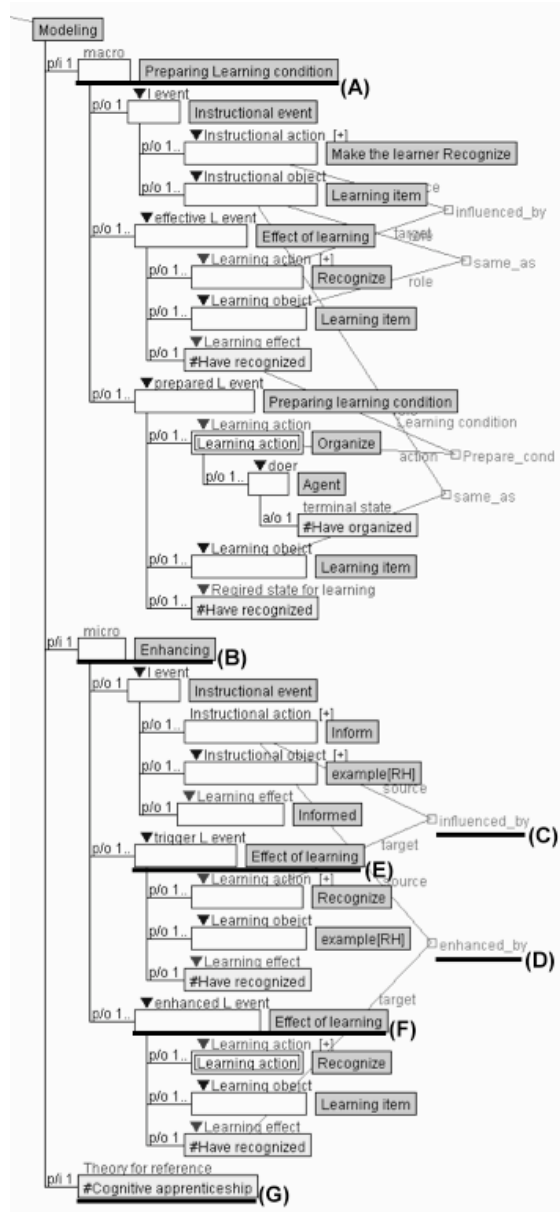 Modeling
macro
p/i 1 Preparing Learning condition (A)
▼I event
p/o 1 Instructional event
▼Instructional action [+]
p/o 1.. Make the learner Recognize
▼Instructional object
p/o 1.. Learning item
influenced_by
▼effective L event
p/o 1.. Effect of learning
target
role
same_as
▼Learning action [+]
p/o 1.. Recognize
role
▼Learning obejct
p/o 1.. Learning item
▼Learning effect
p/o 1 #Have recognized
▼prepared L event
p/o 1.. Preparing learning condition
Learning condition
▼Learning action
p/o 1.. Learning action Organize
action
Prepare_cond
▼doer
p/o 1.. Agent
same_as
terminal state
a/o 1 #Have organized
▼Learning obejct
p/o 1.. Learning item
▼Reqired state for learning
p/o 1.. #Have recognized
micro
p/i 1 Enhancing (B)
▼I event
p/o 1 Instructional event
Instructional action [+]
p/o 1.. Inform
▼Instructional object [+]
p/o 1.. example[RH]
source
▼Learning effect
p/o 1 Informed
influenced_by (C)
▼trigger L event
target
p/o 1.. Effect of learning (E)
▼Learning action [+]
source
p/o 1.. Recognize
▼Learning obejct
p/o 1.. example[RH]
enhanced_by (D)
▼Learning effect
p/o 1 #Have recognized
▼enhanced L event
target
p/o 1.. Effect of learning (F)
Learning action [+]
p/o 1.. Learning action Recognize
▼Learning obejct
p/o 1.. Learning item
▼Learning effect
p/o 1 #Have recognized
Theory for reference
p/i 1 #Cognitive apprenticeship (G)